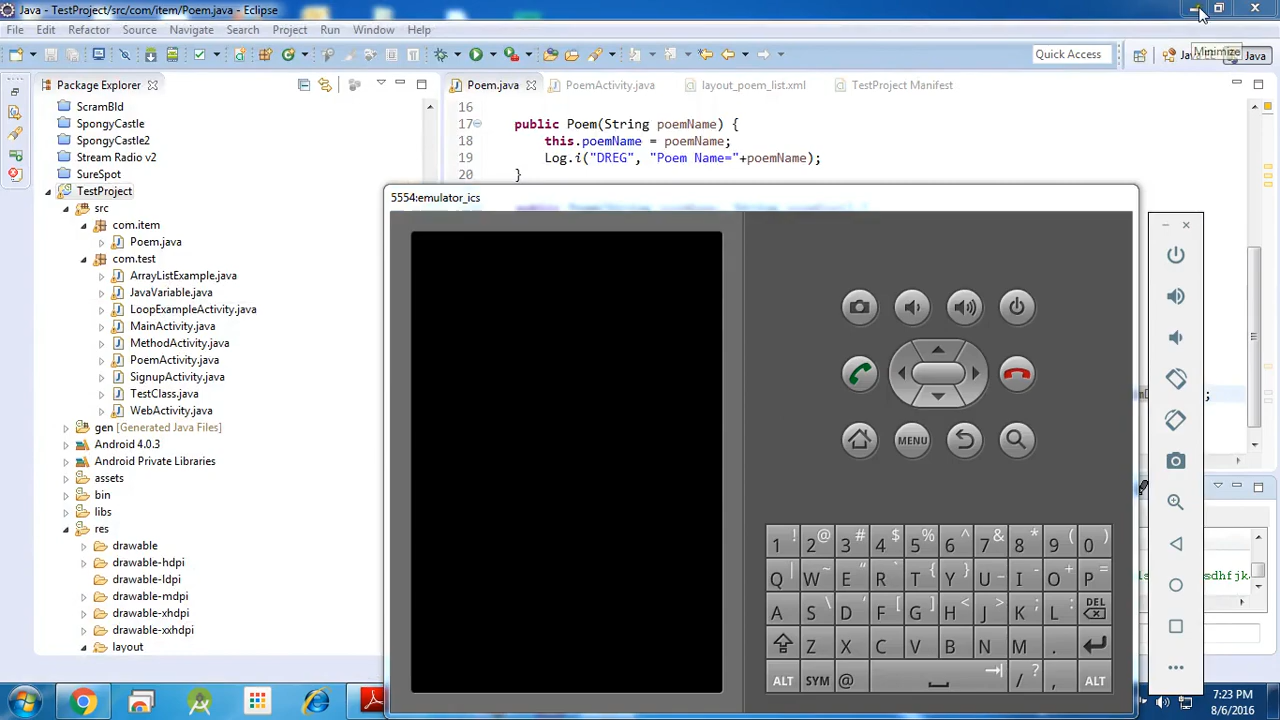 Java - TestProject/src/com/item/Poem.java - Eclipse
File Edit Refactor Source Navigate Search Project Run Window Help
Quick Access
Java
Minimize
Package Explorer
Poem.java PoemActivity.java layout_poem_list.xml TestProject Manifest
ScramBld
SpongyCastle
SpongyCastle2
Stream Radio v2
SureSpot
TestProject
src
com.item
Poem.java
com.test
ArrayListExample.java
JavaVariable.java
LoopExampleActivity.java
MainActivity.java
MethodActivity.java
PoemActivity.java
SignupActivity.java
TestClass.java
WebActivity.java
gen [Generated Java Files]
Android 4.0.3
Android Private Libraries
assets
bin
libs
res
drawable
drawable-hdpi
drawable-ldpi
drawable-mdpi
drawable-xhdpi
drawable-xxhdpi
layout
16
17 public Poem(String poemName) {
18 this.poemName = poemName;
19 Log.i("DREG", "Poem Name="+poemName);
20 }
5554:emulator_ics
MENU
1 ! 2 @ 3 # 4 $ 5 % 6 ^ 7 & 8 * 9 ( 0 )
Q | W ~ E “ R ` T { Y } U _ I - O + P =
A S \ D ' F [ G ] H < J > K ; L : DEL
Z X C V B N M .
ALT SYM @ / ? , ALT
sdhfjk
7:23 PM
8/6/2016